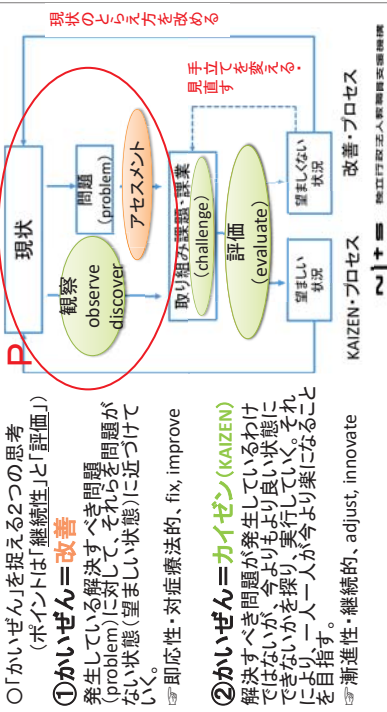 〇「かいぜん」を捉える2つの思考
(ポイントは「継続性」と「評価」)
①かいぜん＝改善
発生している解決すべき問題
(problem)に対して、それらを問題が
ない状態(望ましい状態)に近づけて
いく。
☞即応性・対症療法的、fix, improve
②かいぜん＝カイゼン(KAIZEN)
解決すべき問題が発生しているわけ
ではないが、今よりもより良い状態に
できないかを探り、実行していく。それ
により、一人一人が今より楽になること
を目指す。
☞漸進性・継続的、adjust, innovate
P
現状
観察
observe
discover
問題
(problem)
アセスメント
取り組み課題・課業
(challenge)
評価
(evaluate)
望ましい
状況
望ましくない
状況
KAIZEN・プロセス
改善・プロセス
現状のとらえ方を改める
手立てを変える・
見直す
nits 独立行政法人教職員支援機構